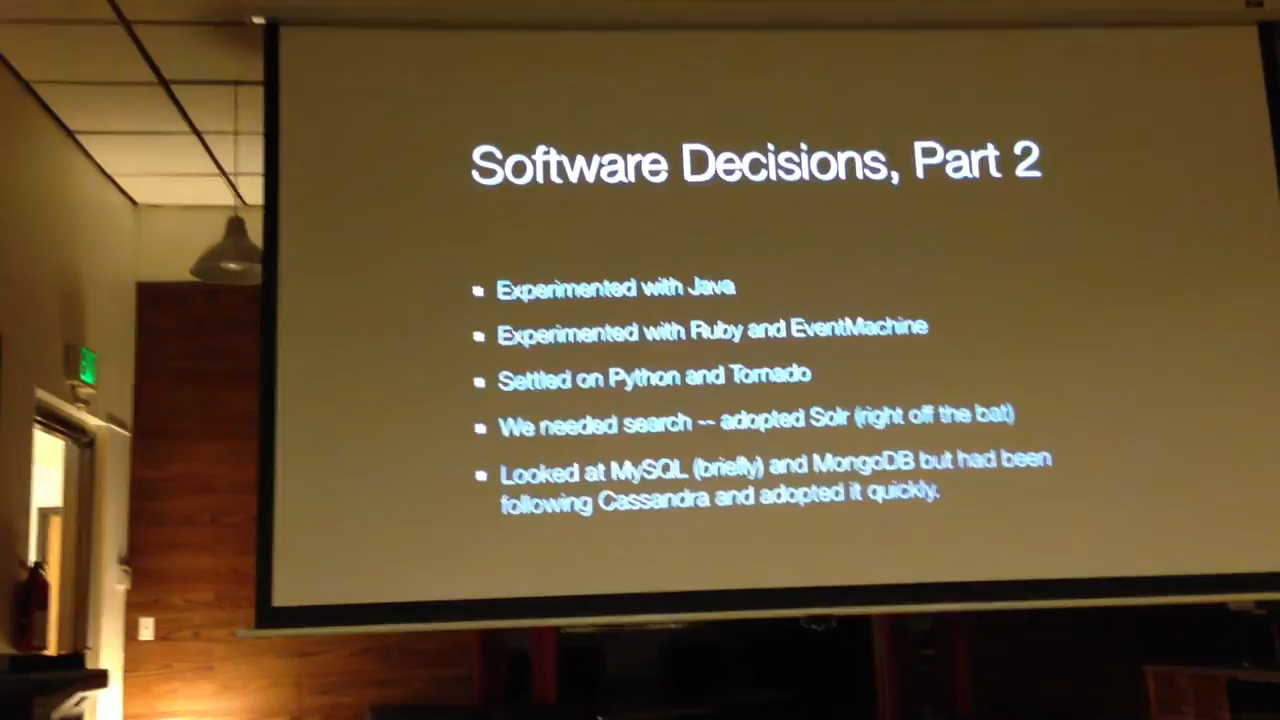 Software Decisions, Part 2
Experimented with Java
Experimented with Ruby and EventMachine
Settled on Python and Tornado
We needed search -- adopted Solr (right off the bat)
Looked at MySQL (briefly) and MongoDB but had been
following Cassandra and adopted it quickly.